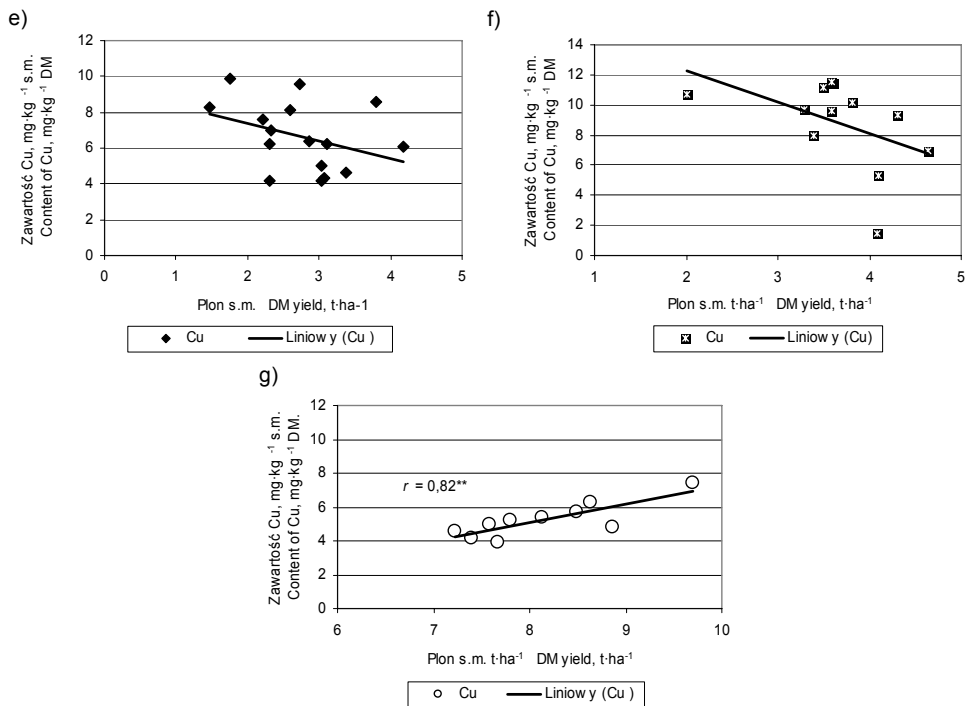 e)
Zawartość Cu, mg·kg ⁻¹ s.m.
Content of Cu, mg·kg ⁻¹ DM
12
10
8
6
4
2
0
0 1 2 3 4 5
Plon s.m. DM yield, t·ha-1
Cu Liniow y (Cu )
f)
Zawartość Cu, mg·kg ⁻¹ s.m.
Content of Cu, mg·kg ⁻¹ DM
14
12
10
8
6
4
2
0
1 2 3 4 5
Plon s.m. t·ha⁻¹ DM yield, t·ha⁻¹
Cu Liniow y (Cu)
g)
Zawartość Cu, mg·kg ⁻¹ s.m.
Content of Cu, mg·kg ⁻¹ DM.
12
10
8
6
4
2
0
r = 0,82**
6 7 8 9 10
Plon s.m. t·ha⁻¹ DM yield, t·ha⁻¹
Cu Liniow y (Cu )